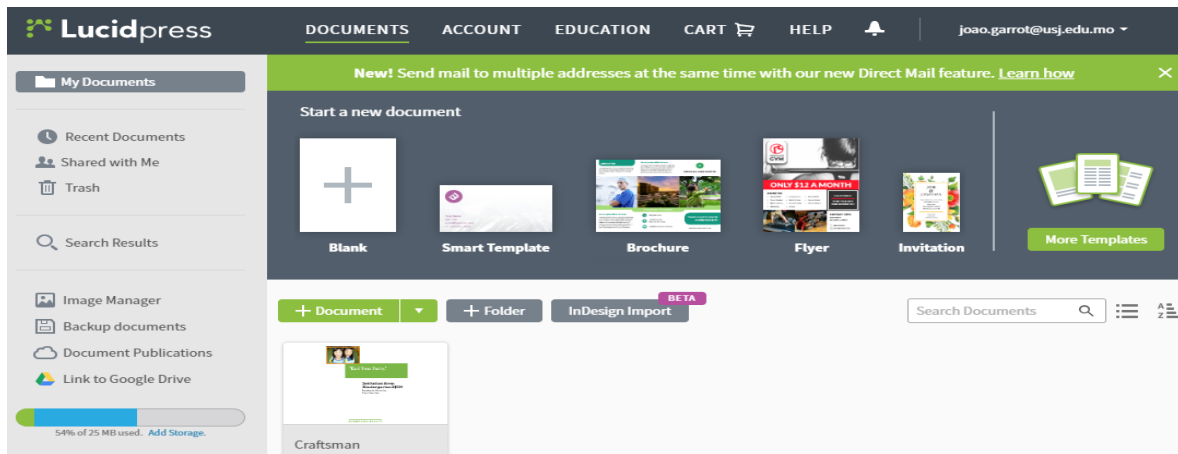 Lucidpress
DOCUMENTS ACCOUNT EDUCATION CART HELP joao.garrot@usj.edu.mo
My Documents
Recent Documents
Shared with Me
Trash
Search Results
Image Manager
Backup documents
Document Publications
Link to Google Drive
54% of 25 MB used. Add Storage.
New! Send mail to multiple addresses at the same time with our new Direct Mail feature. Learn how
Start a new document
GYM
ONLY $12 A MONTH
Blank Smart Template Brochure Flyer Invitation
More Templates
BETA
+ Document + Folder InDesign Import Search Documents
Craftsman